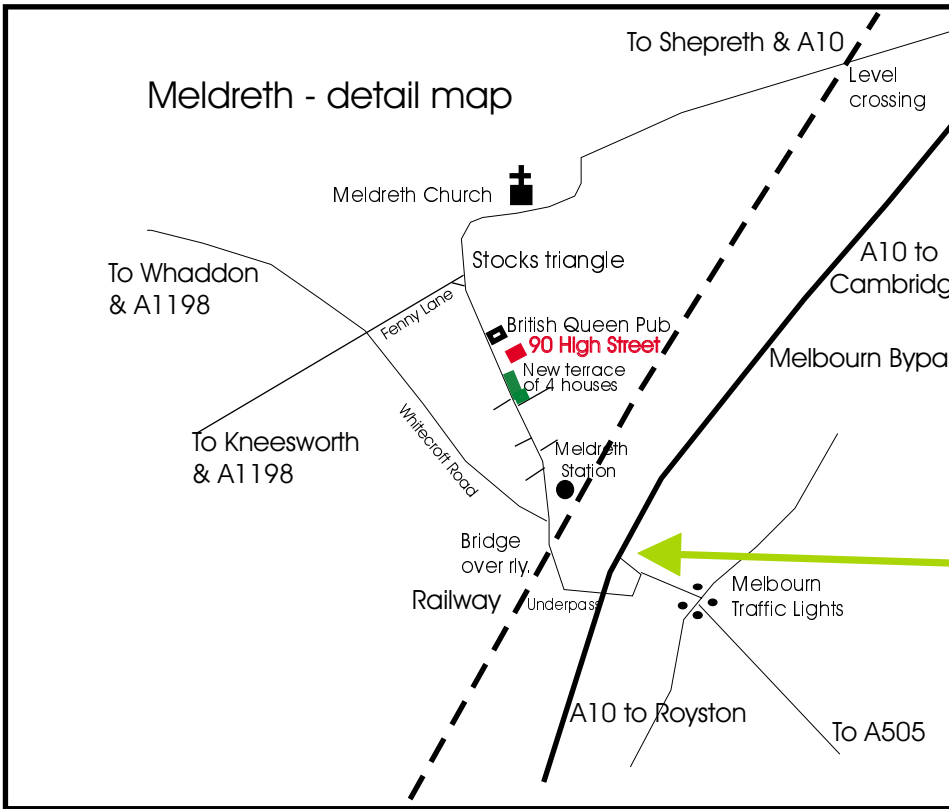 To Shepreth & A10
Level
crossing
Meldreth - detail map
Meldreth Church
Stocks triangle
A10 to
Cambridg
To Whaddon
& A1198
Fenny Lane
British Queen Pub
90 High Street
New terrace
of 4 houses
Melbourn Bypa
Whitecroft Road
To Kneesworth
& A1198
Meldreth
Station
Bridge
over rly.
Railway
Underpass
Melbourn
Traffic Lights
A10 to Royston
To A505